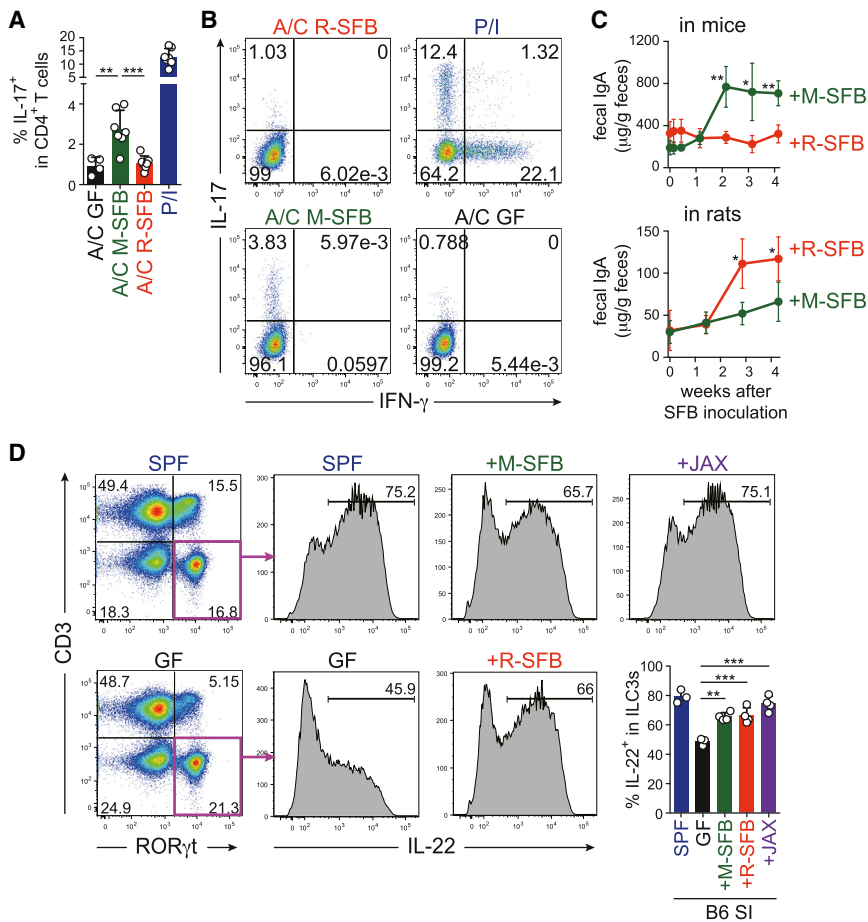 A
% IL-17+
in CD4+ T cells
20
15
10
5
4
2
0
**
***
A/C GF
A/C M-SFB
A/C R-SFB
P/I
B
A/C R-SFB
P/I
1.03
0
99
6.02e-3
12.4
1.32
64.2
22.1
A/C M-SFB
A/C GF
3.83
5.97e-3
96.1
0.0597
0.788
0
99.2
5.44e-3
IL-17
IFN-γ
C
in mice
fecal IgA
(µg/g feces)
1200
800
400
0
**
*
**
+M-SFB
+R-SFB
0 1 2 3 4
in rats
fecal IgA
(µg/g feces)
150
100
50
0
*
*
+R-SFB
+M-SFB
0 1 2 3 4
weeks after
SFB inoculation
D
SPF
49.4
15.5
18.3
16.8
SPF
75.2
+M-SFB
65.7
+JAX
75.1
GF
48.7
5.15
24.9
21.3
GF
45.9
+R-SFB
66
CD3
RORγt
IL-22
% IL-22+ in ILC3s
100
80
60
40
20
0
***
***
**
SPF
GF
+M-SFB
+R-SFB
+JAX
B6 SI